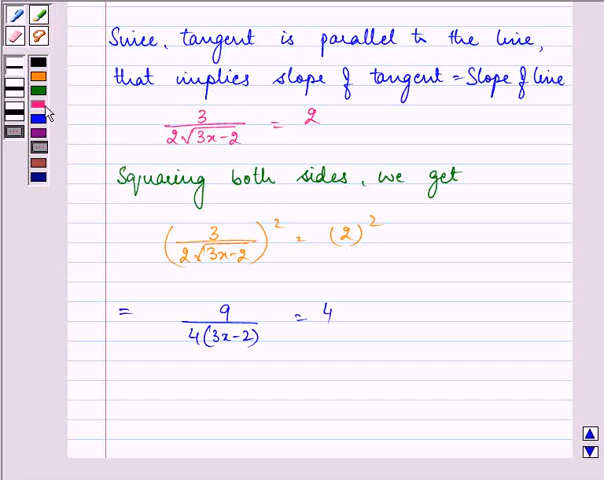 Since, tangent is parallel to the line,
that implies slope of tangent = Slope of line
3/(2√(3x-2)) = 2
Squaring both sides, we get
(3/(2√(3x-2)))² = (2)²
= 9/(4(3x-2)) = 4